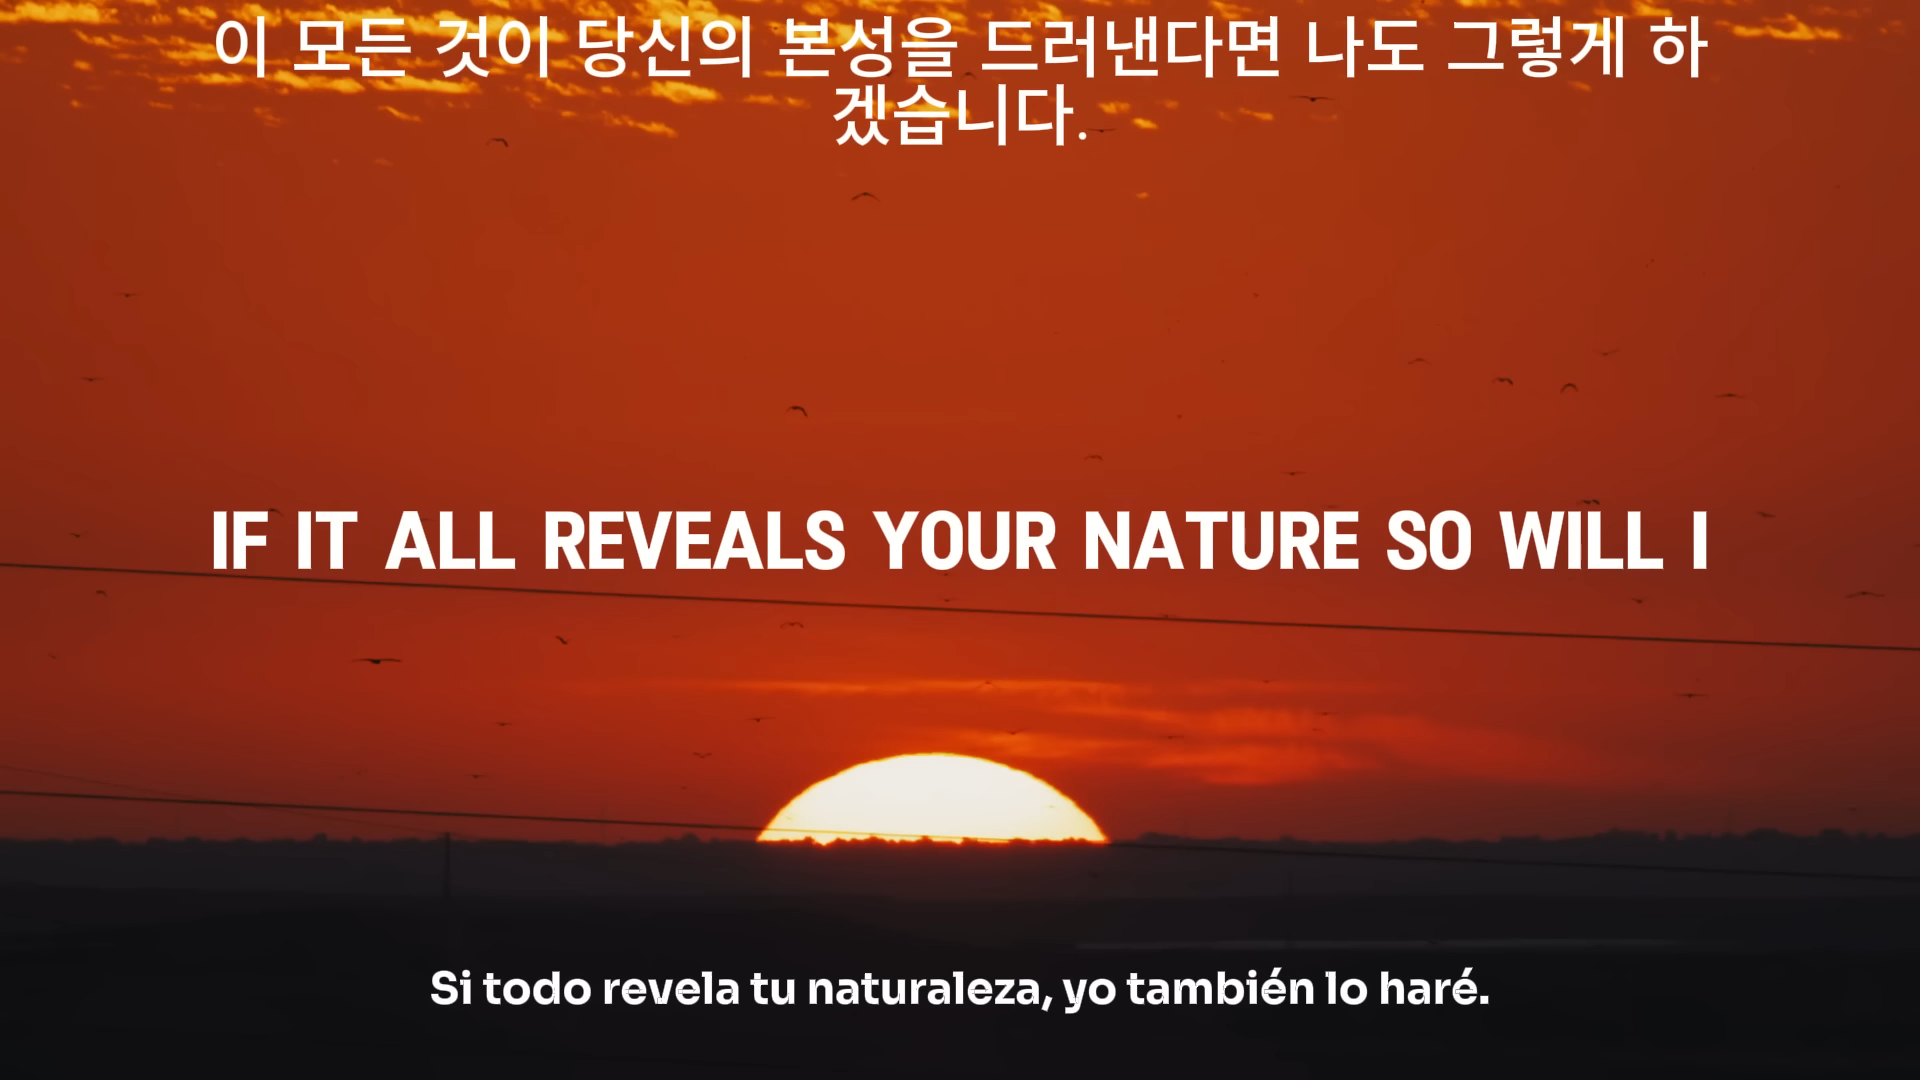 이 모든 것이 당신의 본성을 드러낸다면 나도 그렇게 하
겠습니다.
IF IT ALL REVEALS YOUR NATURE SO WILL I
Si todo revela tu naturaleza, yo también lo haré.